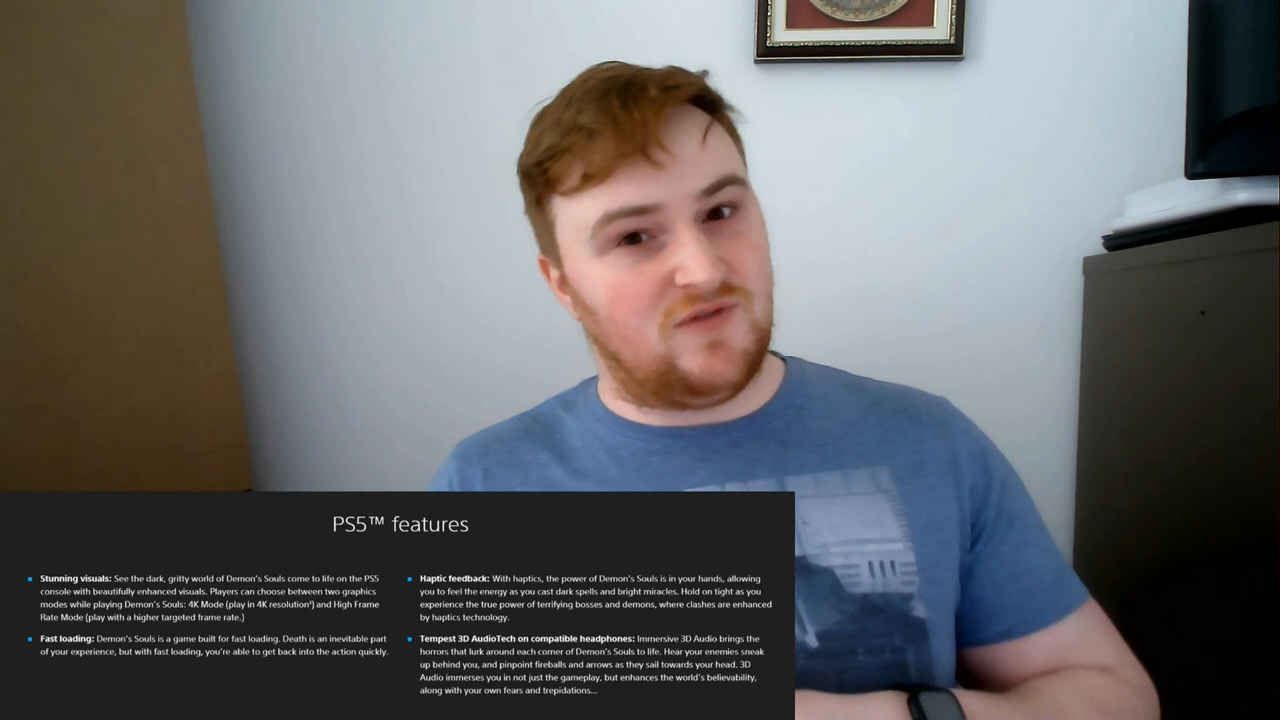 PS5™ features
Stunning visuals: See the dark, gritty world of Demon's Souls come to life on the PS5
console with beautifully enhanced visuals. Players can choose between two graphics
modes while playing Demon's Souls: 4K Mode (play in 4K resolution²) and High Frame
Rate Mode (play with a higher targeted frame rate.)
Fast loading: Demon's Souls is a game built for fast loading. Death is an inevitable part
of your experience, but with fast loading, you're able to get back into the action quickly.
Haptic feedback: With haptics, the power of Demon's Souls is in your hands, allowing
you to feel the energy as you cast dark spells and bright miracles. Hold on tight as you
experience the true power of terrifying bosses and demons, where clashes are enhanced
by haptics technology.
Tempest 3D AudioTech on compatible headphones: Immersive 3D Audio brings the
horrors that lurk around each corner of Demon's Souls to life. Hear your enemies sneak
up behind you, and pinpoint fireballs and arrows as they sail towards your head. 3D
Audio immerses you in not just the gameplay, but enhances the world's believability,
along with your own fears and trepidations...